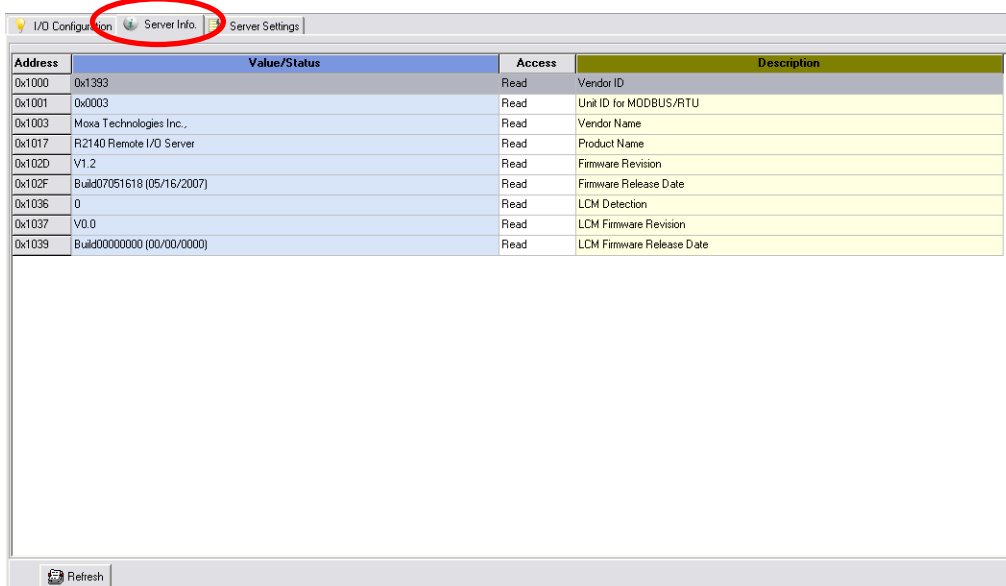 I/O Configuration Server Info. Server Settings
Address Value/Status Access Description
0x1000 0x1393 Read Vendor ID
0x1001 0x0003 Read Unit ID for MODBUS/RTU
0x1003 Moxa Technologies Inc., Read Vendor Name
0x1017 R2140 Remote I/O Server Read Product Name
0x102D V1.2 Read Firmware Revision
0x102F Build07051618 (05/16/2007) Read Firmware Release Date
0x1036 0 Read LCM Detection
0x1037 V0.0 Read LCM Firmware Revision
0x1039 Build00000000 (00/00/0000) Read LCM Firmware Release Date
Refresh